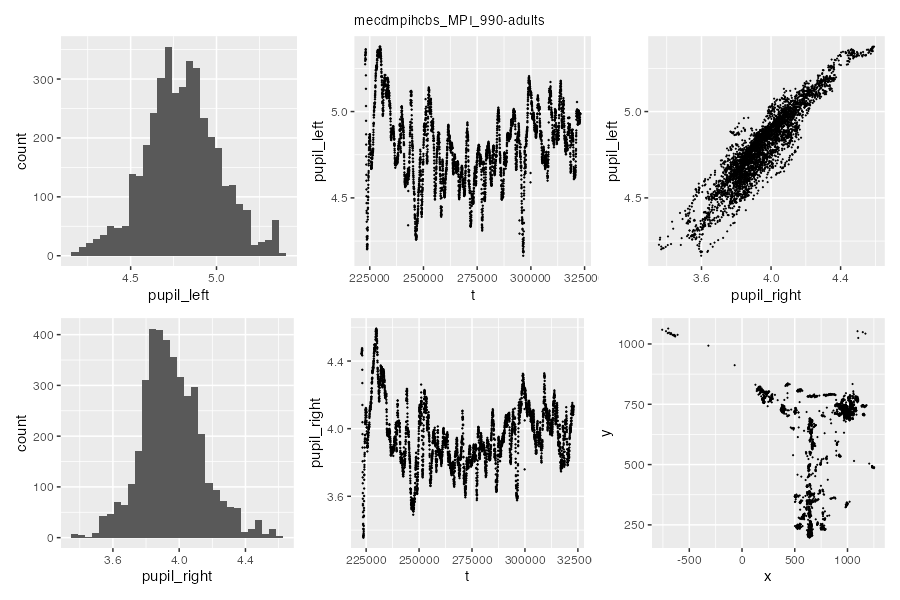 mecdmpihcbs_MPI_990-adults
count
300
200
100
0
4.5 5.0
pupil_left
pupil_left
5.0
4.5
225000 250000 275000 300000 32500
t
pupil_left
5.0
4.5
3.6 4.0 4.4
pupil_right
count
400
300
200
100
0
3.6 4.0 4.4
pupil_right
pupil_right
4.4
4.0
3.6
225000 250000 275000 300000 32500
t
y
1000
750
500
250
-500 0 500 1000
x